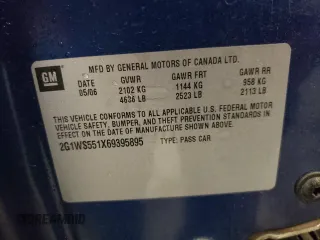 GM
MFD BY GENERAL MOTORS OF CANADA LTD.
DATE GVWR GAWR FRT GAWR RR
05/06 2102 KG 1144 KG 958 KG
4636 LB 2523 LB 2113 LB
THIS VEHICLE CONFORMS TO ALL APPLICABLE U.S. FEDERAL MOTOR
VEHICLE SAFETY, BUMPER, AND THEFT PREVENTION STANDARDS IN
EFFECT ON THE DATE OF MANUFACTURE SHOWN ABOVE.
2G1WS551X69395895 TYPE: PASS CAR